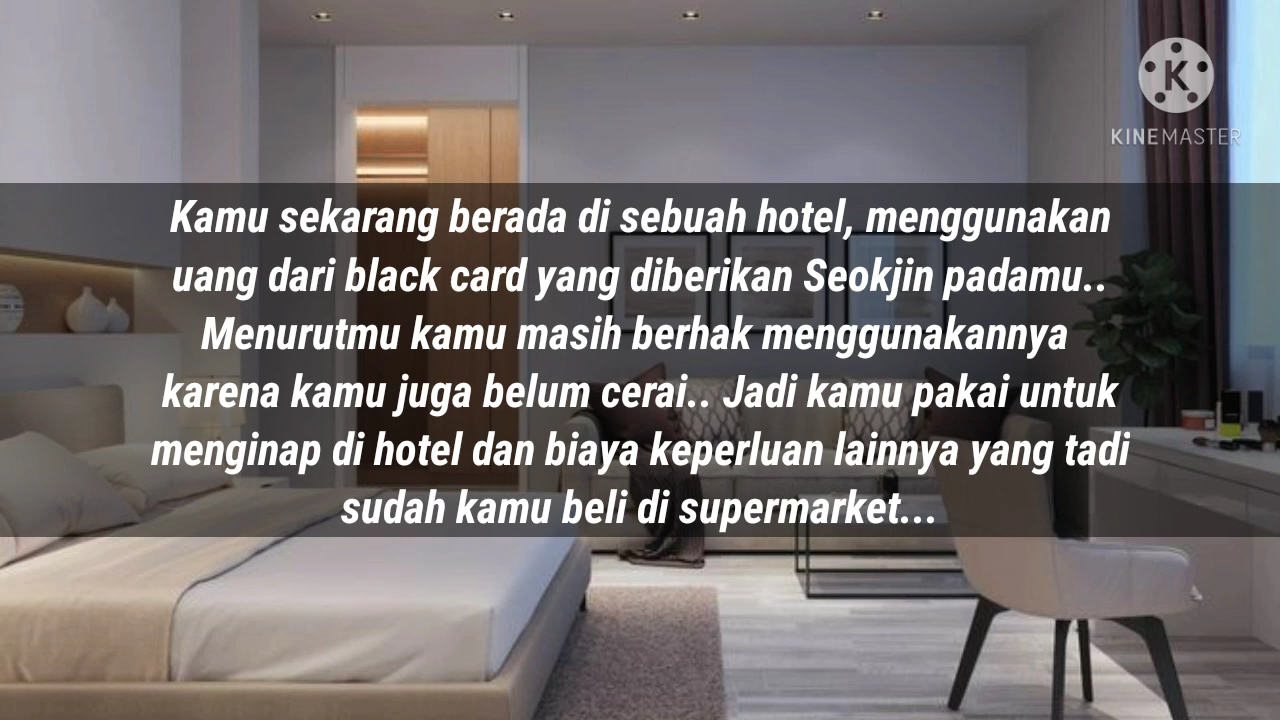 K
KINEMASTER
Kamu sekarang berada di sebuah hotel, menggunakan
uang dari black card yang diberikan Seokjin padamu..
Menurutmu kamu masih berhak menggunakannya
karena kamu juga belum cerai.. Jadi kamu pakai untuk
menginap di hotel dan biaya keperluan lainnya yang tadi
sudah kamu beli di supermarket...